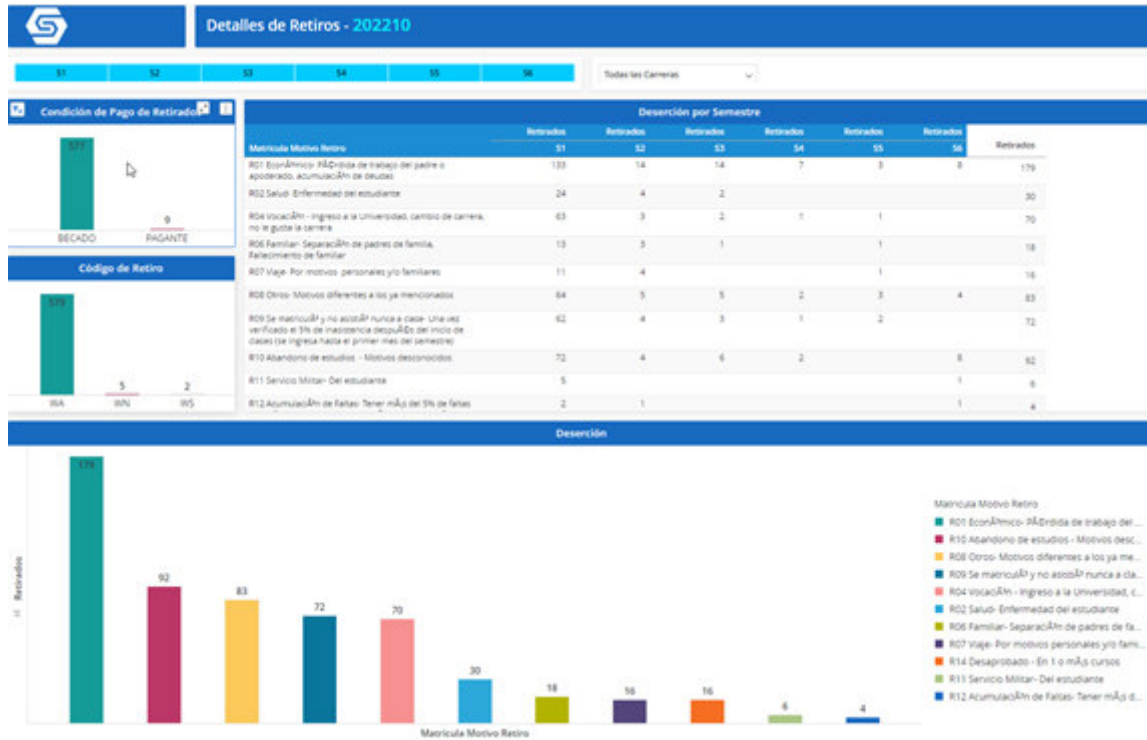 Detalles de Retiros - 202210
S1 S2 S3 S4 S5 S6 Todas las Carreras
Condición de Pago de Retirados
577
9
BECADO PAGANTE
Código de Retiro
579
5
2
WA WN WS
Deserción por Semestre
Retirados Retirados Retirados Retirados Retirados Retirados
Matricula Motivo Retiro S1 S2 S3 S4 S5 S6 Retirados
R01 EconÃ³mico- PÃ©rdida de trabajo del padre o
apoderado, acumulaciÃ³n de deudas 133 14 14 7 3 8 179
R02 Salud- Enfermedad del estudiante 24 4 2 30
R04 VocaciÃ³n - Ingreso a la Universidad, cambio de carrera,
no le gusta la carrera 63 3 2 1 1 70
R06 Familiar- SeparaciÃ³n de padres de familia,
Fallecimiento de familiar 13 3 1 1 18
R07 Viaje- Por motivos personales y/o familiares 11 4 1 16
R08 Otros- Motivos diferentes a los ya mencionados 64 5 5 2 3 4 83
R09 Se matriculÃ³ y no asistiÃ³ nunca a clase- Una vez
verificado el 5% de inasistencia despuÃ©s del inicio de
clases (se ingresa hasta el primer mes del semestre) 62 4 3 1 2 72
R10 Abandono de estudios - Motivos desconocidos 72 4 6 2 8 92
R11 Servicio Militar- Del estudiante 5 1 6
R12 AcumulaciÃ³n de Faltas- Tener mÃ¡s del 5% de faltas 2 1 1 4
Deserción
Retirados
179
92
83
72
70
30
18
16
16
6
4
Matricula Motivo Retiro
Matricula Motivo Retiro
R01 EconÃ³mico- PÃ©rdida de trabajo del ...
R10 Abandono de estudios - Motivos desc...
R08 Otros- Motivos diferentes a los ya me...
R09 Se matriculÃ³ y no asistiÃ³ nunca a cla...
R04 VocaciÃ³n - Ingreso a la Universidad, c...
R02 Salud- Enfermedad del estudiante
R06 Familiar- SeparaciÃ³n de padres de fa...
R07 Viaje- Por motivos personales y/o fami...
R14 Desaprobado - En 1 o mÃ¡s cursos
R11 Servicio Militar- Del estudiante
R12 AcumulaciÃ³n de Faltas- Tener mÃ¡s d...